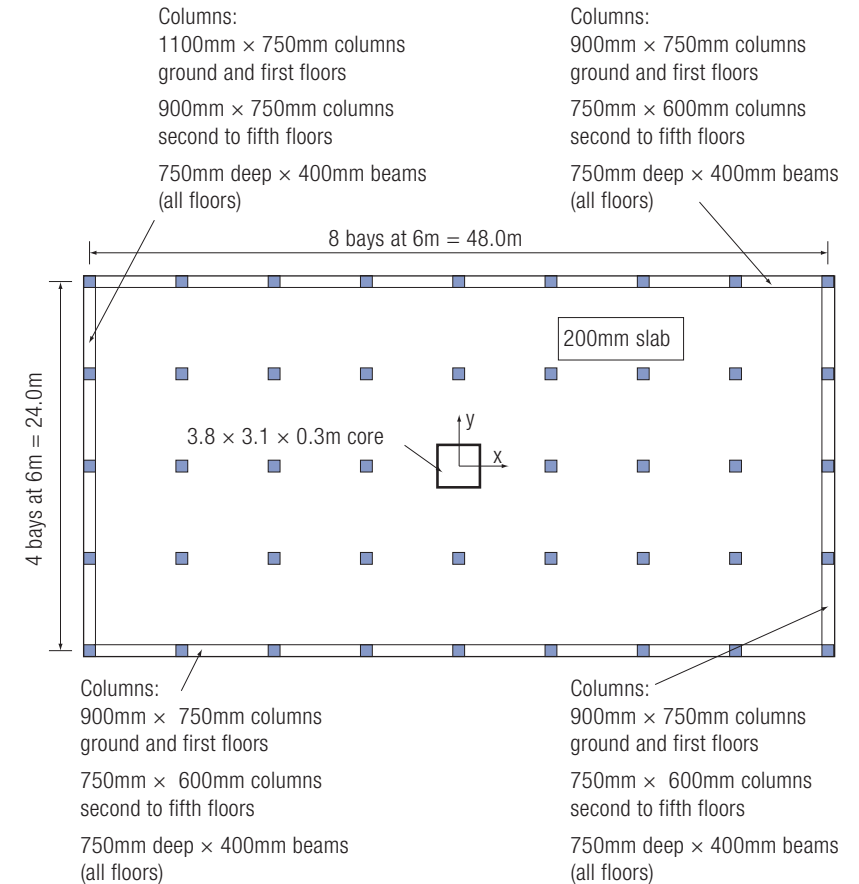 Columns:
1100mm × 750mm columns
ground and first floors
900mm × 750mm columns
second to fifth floors
750mm deep × 400mm beams
(all floors)
Columns:
900mm × 750mm columns
ground and first floors
750mm × 600mm columns
second to fifth floors
750mm deep × 400mm beams
(all floors)
8 bays at 6m = 48.0m
200mm slab
4 bays at 6m = 24.0m
3.8 × 3.1 × 0.3m core
y
x
Columns:
900mm × 750mm columns
ground and first floors
750mm × 600mm columns
second to fifth floors
750mm deep × 400mm beams
(all floors)
Columns:
900mm × 750mm columns
ground and first floors
750mm × 600mm columns
second to fifth floors
750mm deep × 400mm beams
(all floors)